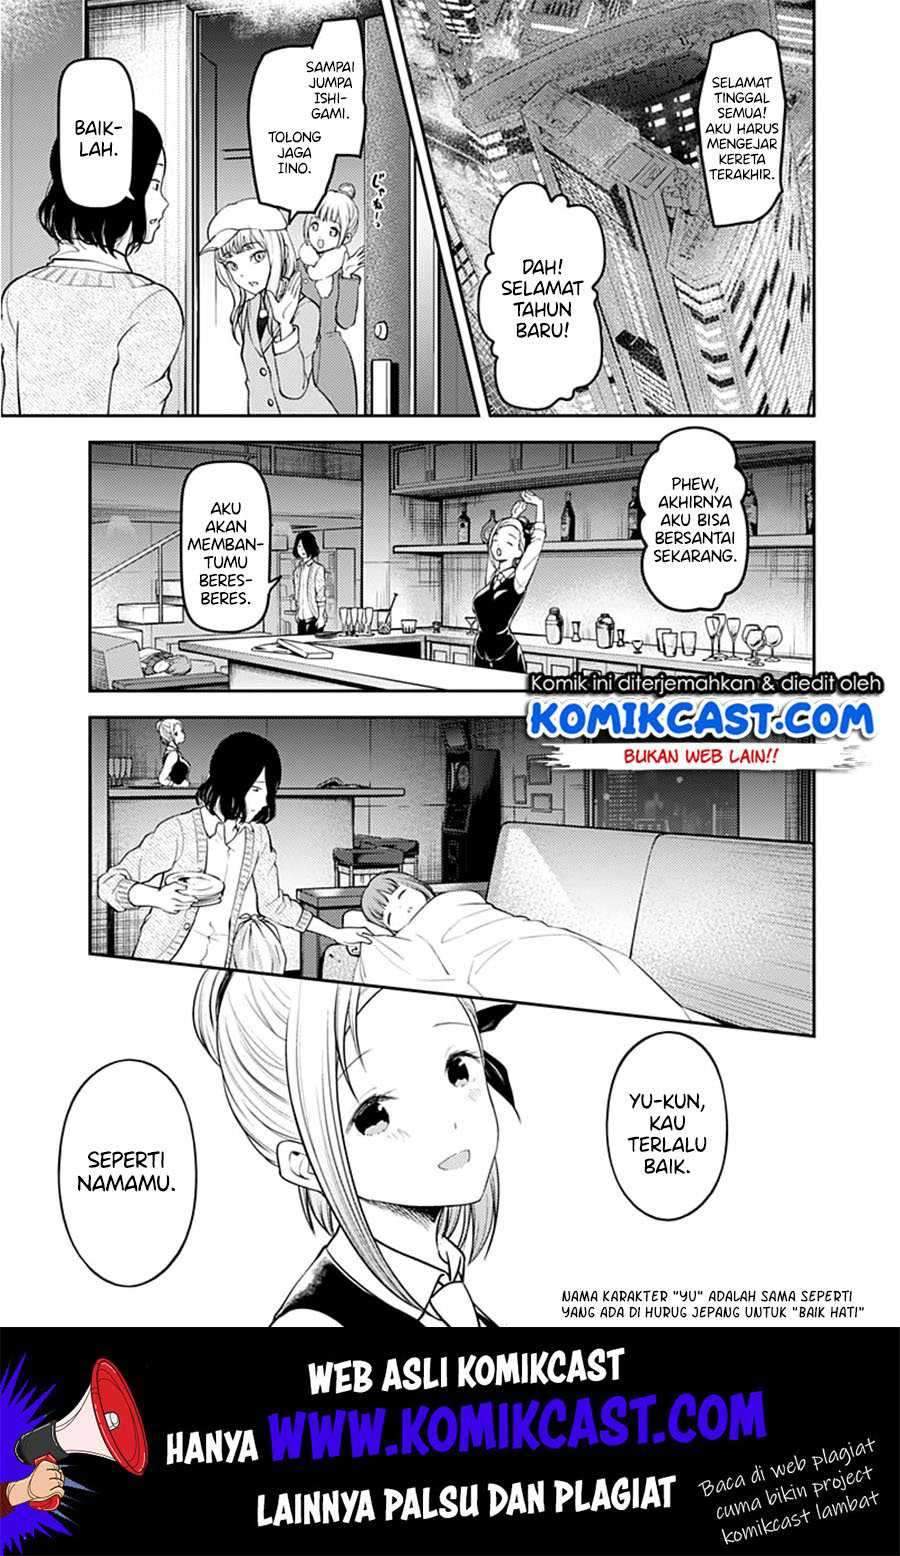 SELAMAT
TINGGAL
SEMUA!
AKU HARUS
MENGEJAR
KERETA
TERAKHIR.
DAH!
SELAMAT
TAHUN
BARU!
SAMPAI
JUMPA
ISHI-
GAMI.
TOLONG
JAGA
IINO.
じゃねー
BAIK-
LAH.
PHEW,
AKHIRNYA
AKU BISA
BERSANTAI
SEKARANG.
AKU
AKAN
MEMBAN-
TUMU
BERES-
BERES.
Komik ini diterjemahkan & diedit oleh
KOMIKCAST.COM
BUKAN WEB LAIN!!
YU-KUN,
KAU
TERLALU
BAIK.
SEPERTI
NAMAMU.
NAMA KARAKTER "YU" ADALAH SAMA SEPERTI
YANG ADA DI HURUG JEPANG UNTUK "BAIK HATI"
WEB ASLI KOMIKCAST
HANYA WWW.KOMIKCAST.COM
LAINNYA PALSU DAN PLAGIAT
Baca di web plagiat
cuma bikin project
komikcast lambat